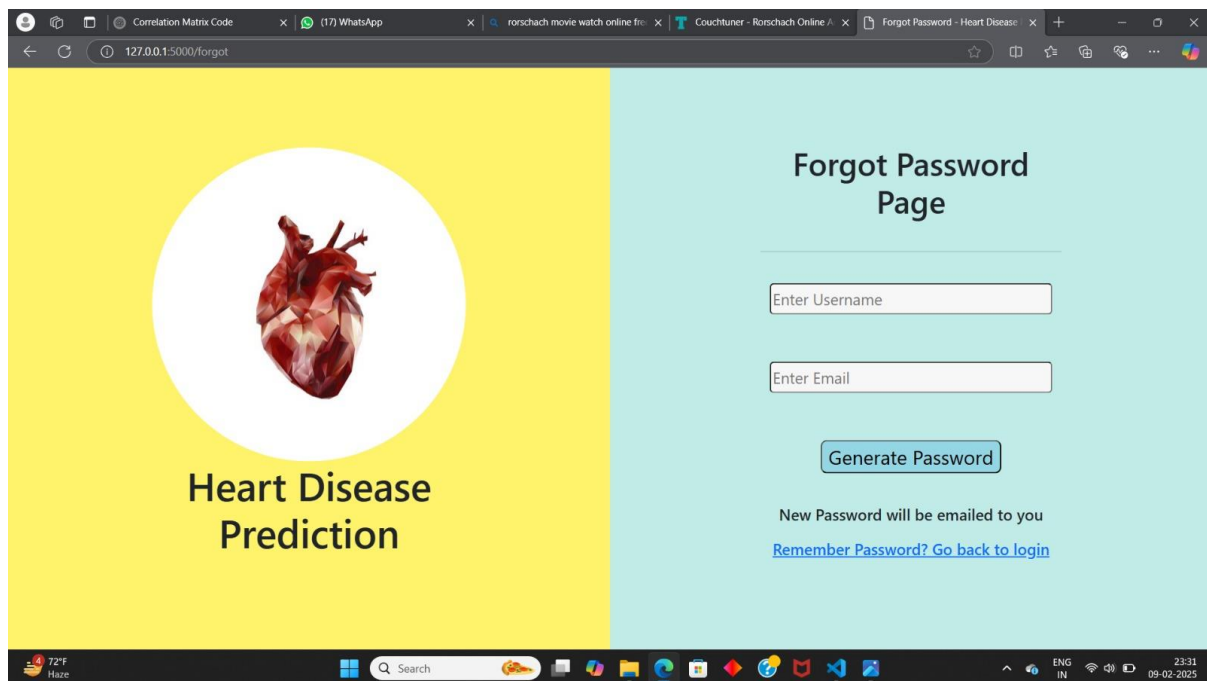 Correlation Matrix Code
(17) WhatsApp
rorschach movie watch online fre
Couchtuner - Rorschach Online A
Forgot Password - Heart Disease
127.0.0.1:5000/forgot
Heart Disease
Prediction
Forgot Password
Page
Enter Username
Enter Email
Generate Password
New Password will be emailed to you
Remember Password? Go back to login
4
72°F
Haze
Search
ENG
IN
23:31
09-02-2025